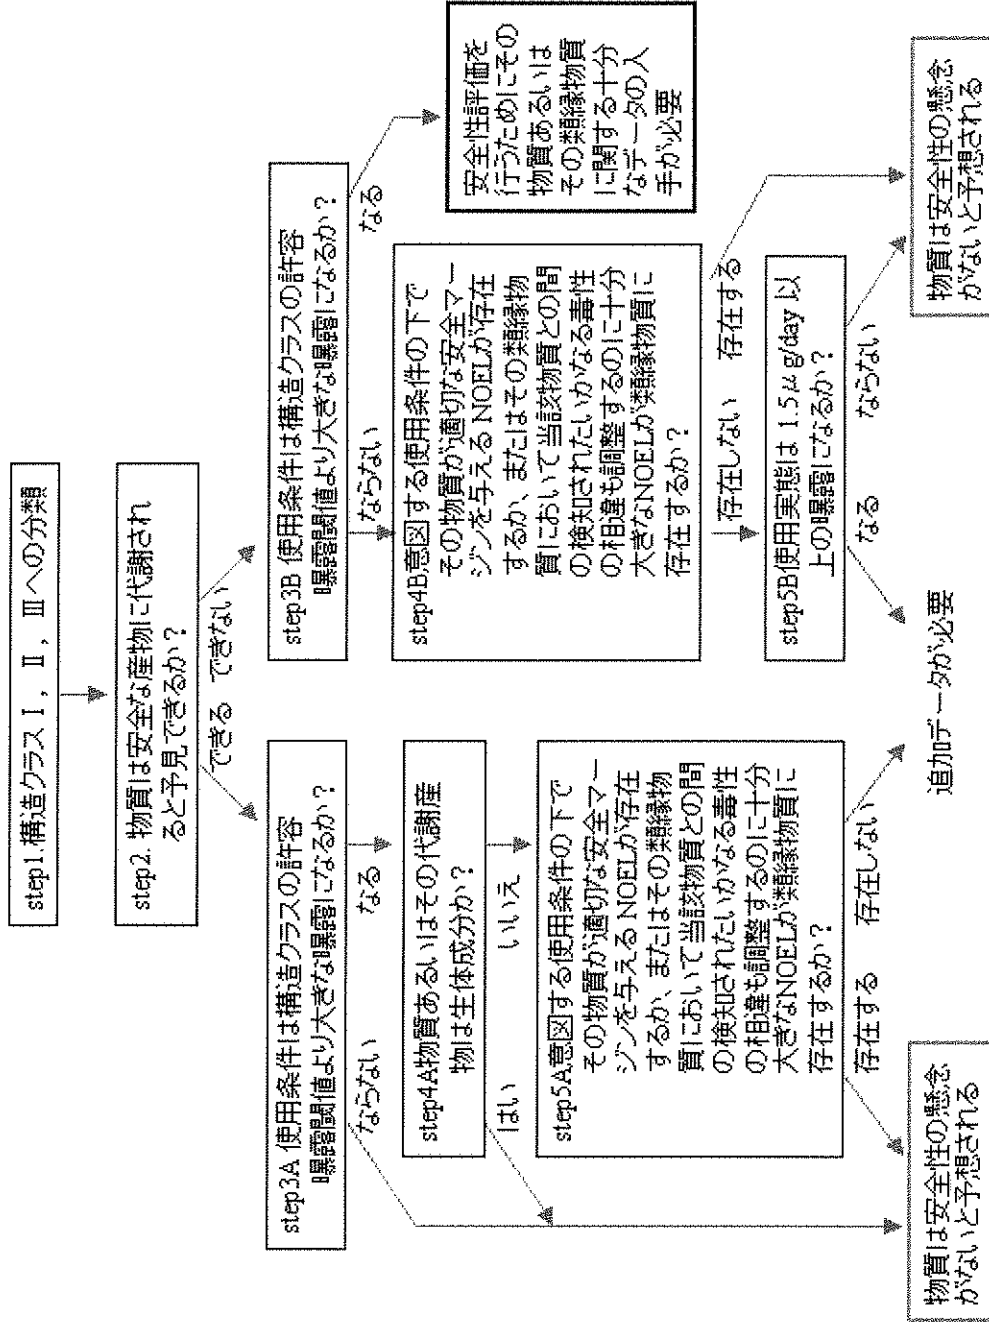 step1.構造クラスⅠ，Ⅱ，Ⅲへの分類
step2. 物質は安全な産物に代謝され
ると予見できるか？
できる
できない
step3A 使用条件は構造クラスの許容
曝露閾値より大きな曝露になるか？
ならない
なる
step4A物質あるいはその代謝産
物は生体成分か？
はい
いいえ
step5A意図する使用条件の下で
その物質が適切な安全マー
ジンを与える NOELが存在
するか、またはその類縁物
質において当該物質との間
の検知されたいかなる毒性
の相違も調整するのに十分
大きなNOELが類縁物質に
存在するか？
存在する
存在しない
物質は安全性の懸念
がないと予想される
追加データが必要
step3B 使用条件は構造クラスの許容
曝露閾値より大きな曝露になるか？
ならない
なる
安全性評価を
行うためにその
物質あるいは
その類縁物質
に関する十分
なデータの入
手が必要
step4B意図する使用条件の下で
その物質が適切な安全マー
ジンを与える NOELが存在
するか、またはその類縁物
質において当該物質との間
の検知されたいかなる毒性
の相違も調整するのに十分
大きなNOELが類縁物質に
存在するか？
存在しない
存在する
step5B使用実態は 1.5μg/day 以
上の曝露になるか？
なる
ならない
物質は安全性の懸念
がないと予想される